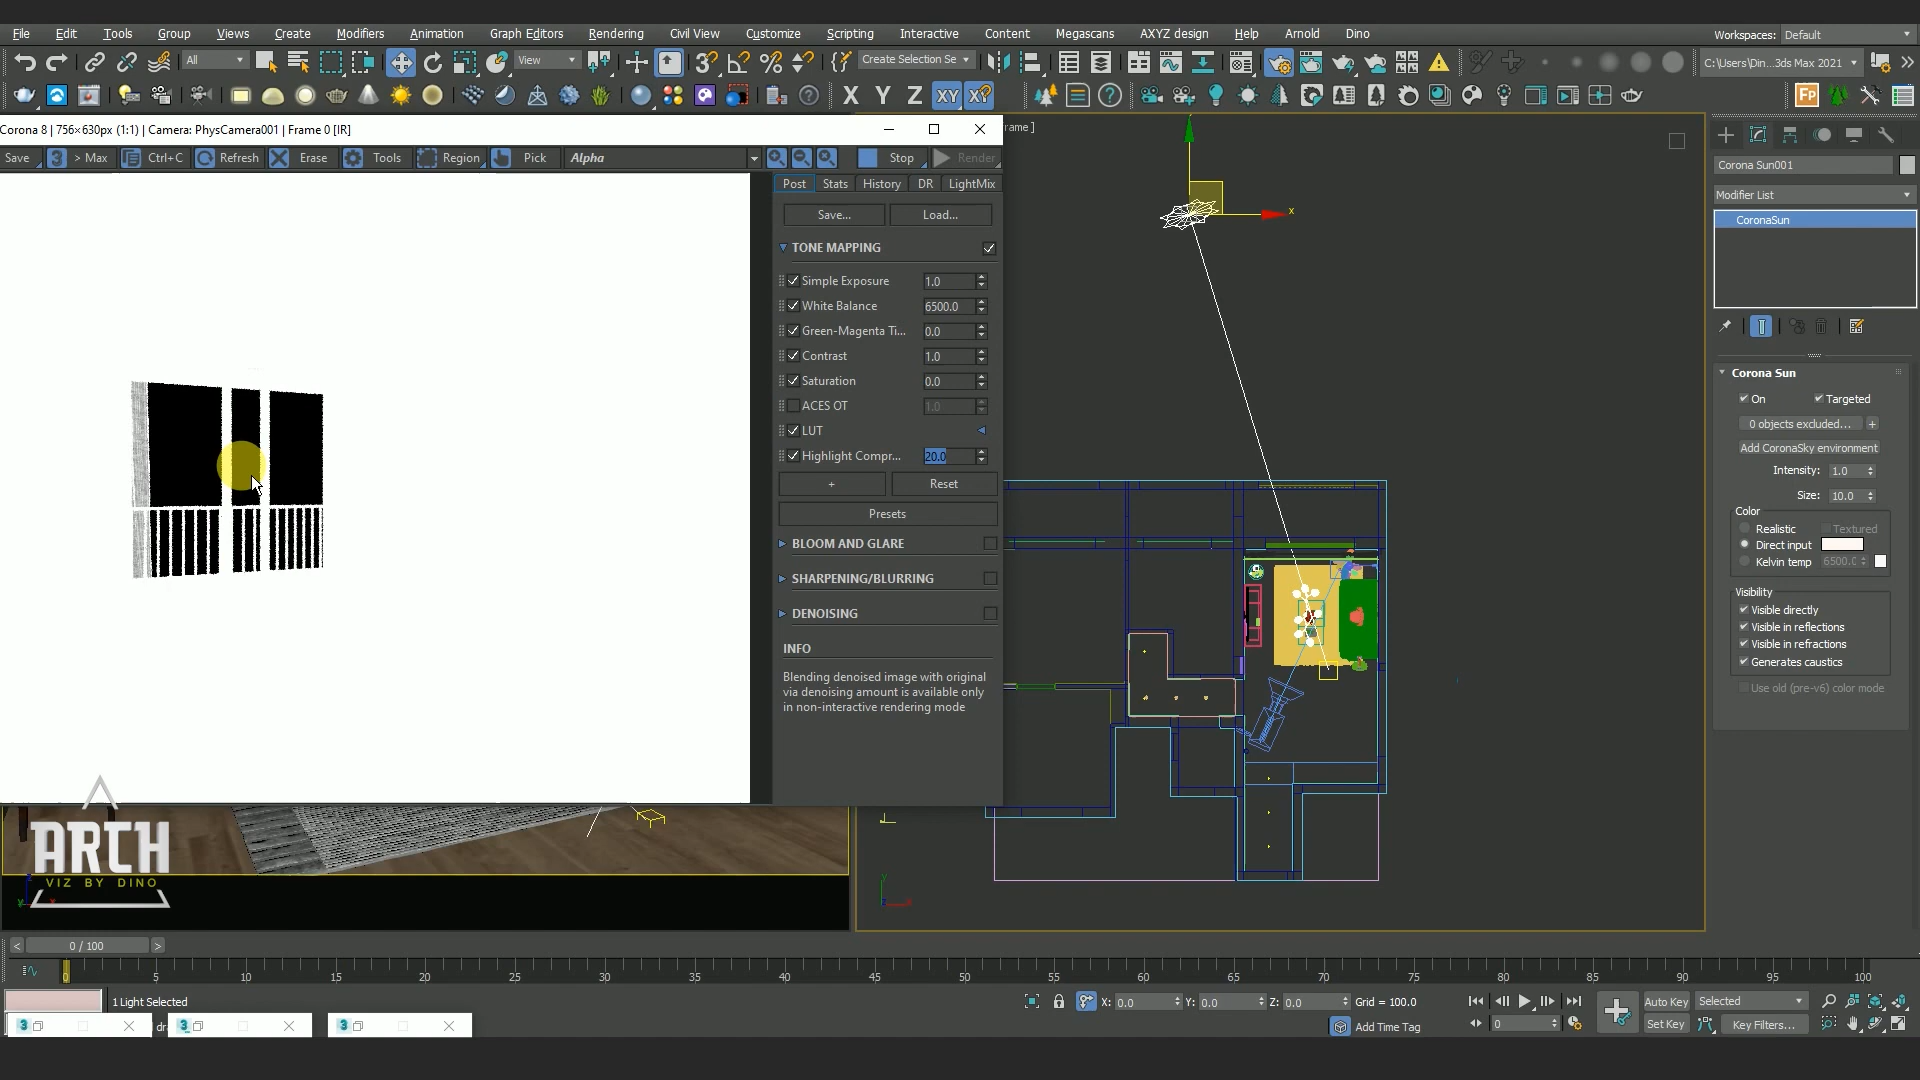 File Edit Tools Group Views Create Modifiers Animation Graph Editors Rendering Civil View Customize Scripting Interactive Content Megascans AXYZ design Help Arnold Dino Workspaces: Default
All View Create Selection Se C:\Users\Din...3ds Max 2021
X Y Z XY XY
Corona 8 | 756×630px (1:1) | Camera: PhysCamera001 | Frame 0 [IR]
rame ]
Save > Max Ctrl+C Refresh Erase Tools Region Pick Alpha Stop Render
Post Stats History DR LightMix
Save... Load...
TONE MAPPING
Simple Exposure 1.0
White Balance 6500.0
Green-Magenta Ti... 0.0
Contrast 1.0
Saturation 0.0
ACES OT 1.0
LUT
Highlight Compr... 20.0
+ Reset
Presets
BLOOM AND GLARE
SHARPENING/BLURRING
DENOISING
INFO
Blending denoised image with original
via denoising amount is available only
in non-interactive rendering mode
x
Corona Sun001
Modifier List
CoronaSun
Corona Sun
On Targeted
0 objects excluded... +
Add CoronaSky environment
Intensity: 1.0
Size: 10.0
Color
Realistic Textured
Direct input
Kelvin temp 6500.0
Visibility
Visible directly
Visible in reflections
Visible in refractions
Generates caustics
Use old (pre-v6) color mode
ARCH
VIZ BY DINO
< 0 / 100 >
0 5 10 15 20 25 30 35 40 45 50 55 60 65 70 75 80 85 90 95 100
1 Light Selected
X: 0.0 Y: 0.0 Z: 0.0 Grid = 100.0
Add Time Tag
0
Auto Key Selected
Set Key Key Filters...